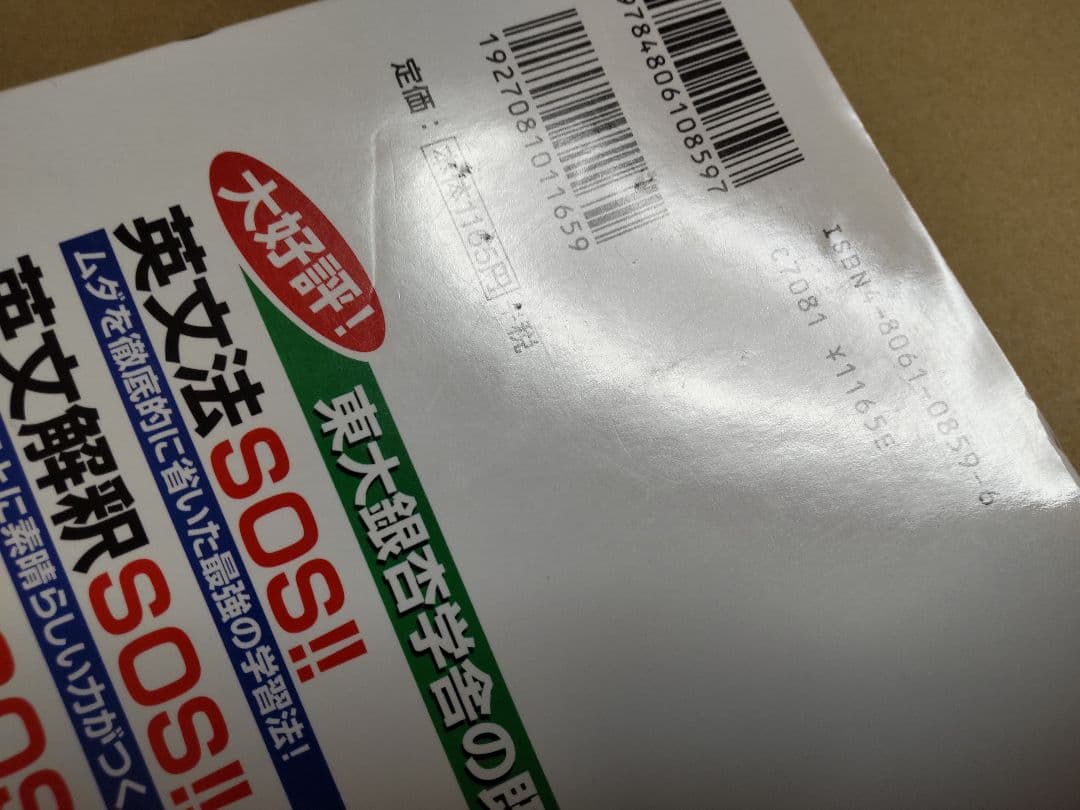 9784806108597
1927081011659
ISBN4-8061-0859-6
C7081 ¥1165E
定価：本体1165円+税
大好評!
東大銀杏学舎の
英文法SOS!!
ムダを徹底的に省いた最強の学習法!
英文解釈SOS!!
に素晴らしい力がつく